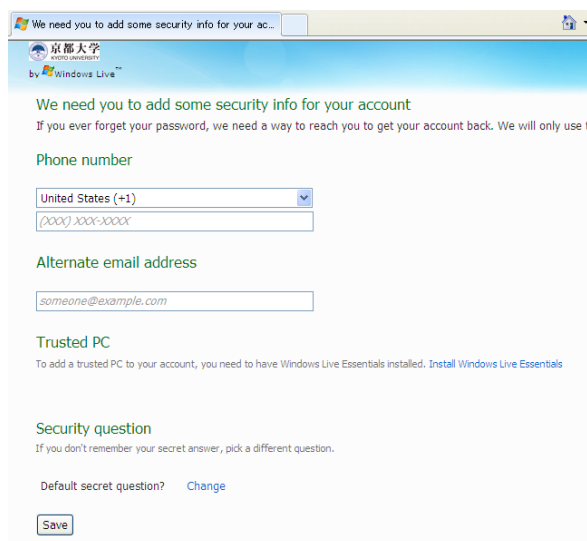 We need you to add some security info for your ac...
京都大学
KYOTO UNIVERSITY
by Windows Live™
We need you to add some security info for your account
If you ever forget your password, we need a way to reach you to get your account back. We will only use
Phone number
United States (+1)
(XXX) XXX-XXXX
Alternate email address
someone@example.com
Trusted PC
To add a trusted PC to your account, you need to have Windows Live Essentials installed. Install Windows Live Essentials
Security question
If you don't remember your secret answer, pick a different question.
Default secret question? Change
Save